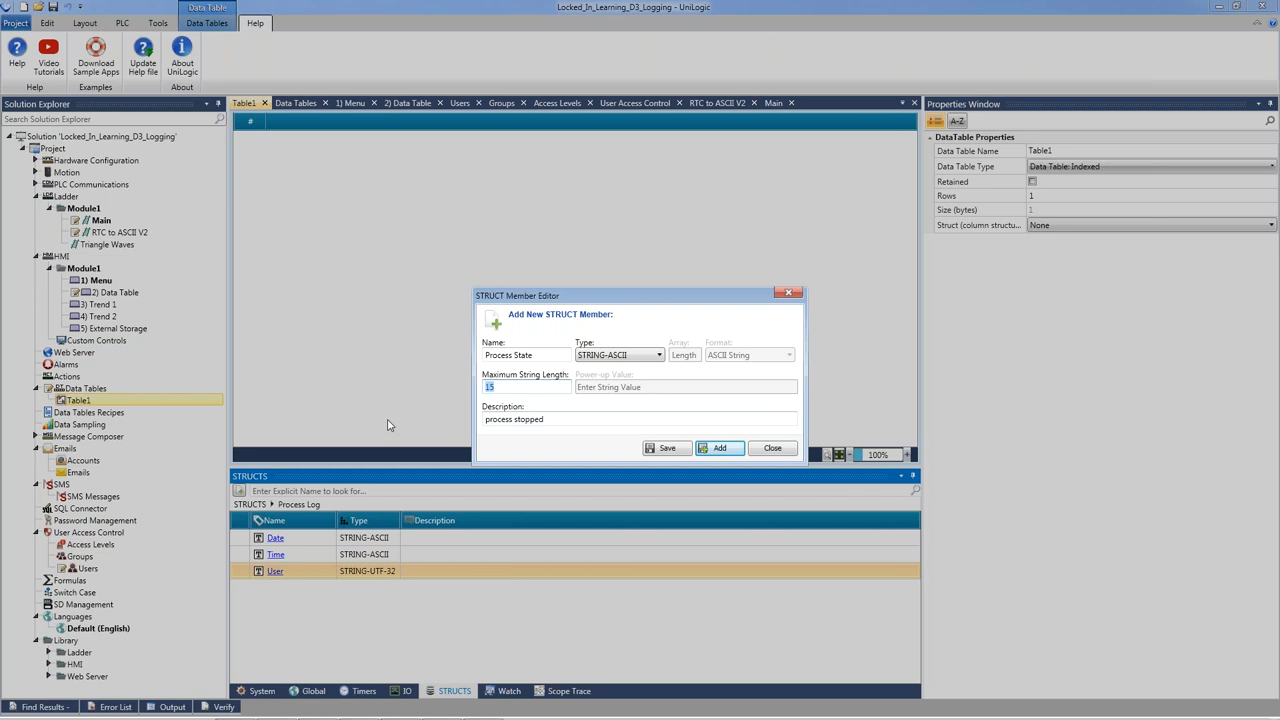 Data Table
Locked_In_Learning_D3_Logging - UniLogic
Project Edit Layout PLC Tools Data Tables Help
Help Video Tutorials Download Sample Apps Update Help file About UniLogic
Help Examples About
Solution Explorer
Search Solution Explorer
Solution 'Locked_In_Learning_D3_Logging'
Project
Hardware Configuration
Motion
PLC Communications
Ladder
Module1
Main
RTC to ASCII V2
Triangle Waves
HMI
Module1
1) Menu
2) Data Table
3) Trend 1
4) Trend 2
5) External Storage
Custom Controls
Web Server
Alarms
Actions
Data Tables
Table1
Data Tables Recipes
Data Sampling
Message Composer
Emails
Accounts
Emails
SMS
SMS Messages
SQL Connector
Password Management
User Access Control
Access Levels
Groups
Users
Formulas
Switch Case
SD Management
Languages
Default (English)
Library
Ladder
HMI
Web Server
Table1 Data Tables 1) Menu 2) Data Table Users Groups Access Levels User Access Control RTC to ASCII V2 Main
#
100%
STRUCT Member Editor
Add New STRUCT Member:
Name: Type: Array: Format:
Process State STRING-ASCII Length ASCII String
Maximum String Length: Power-up Value:
15 Enter String Value
Description:
process stopped
Save Add Close
STRUCTS
Enter Explicit Name to look for...
STRUCTS Process Log
Name Type Description
Date STRING-ASCII
Time STRING-ASCII
User STRING-UTF-32
System Global Timers IO STRUCTS Watch Scope Trace
Properties Window
A-Z
DataTable Properties
Data Table Name Table1
Data Table Type Data Table: Indexed
Retained
Rows 1
Size (bytes) 1
Struct (column structu... None
Find Results - Error List Output Verify